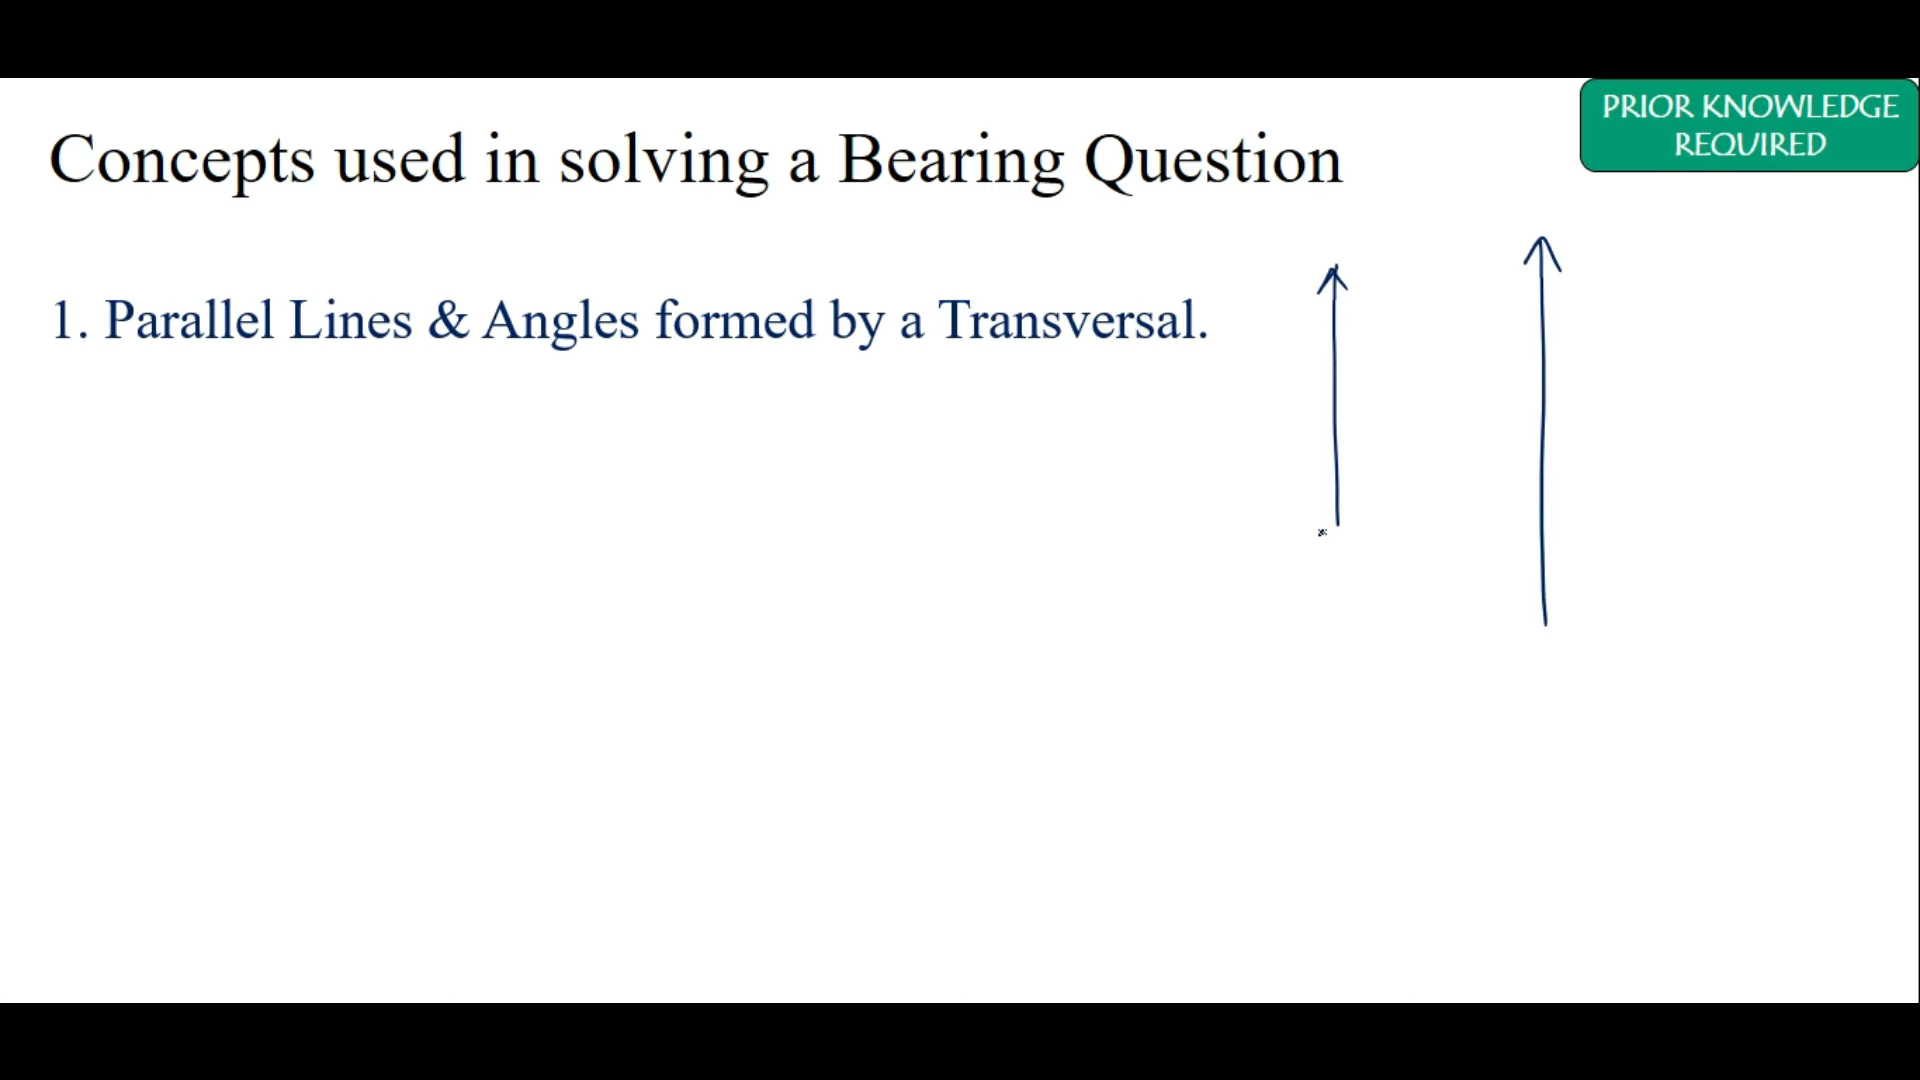 PRIOR KNOWLEDGE
REQUIRED
Concepts used in solving a Bearing Question
1. Parallel Lines & Angles formed by a Transversal.